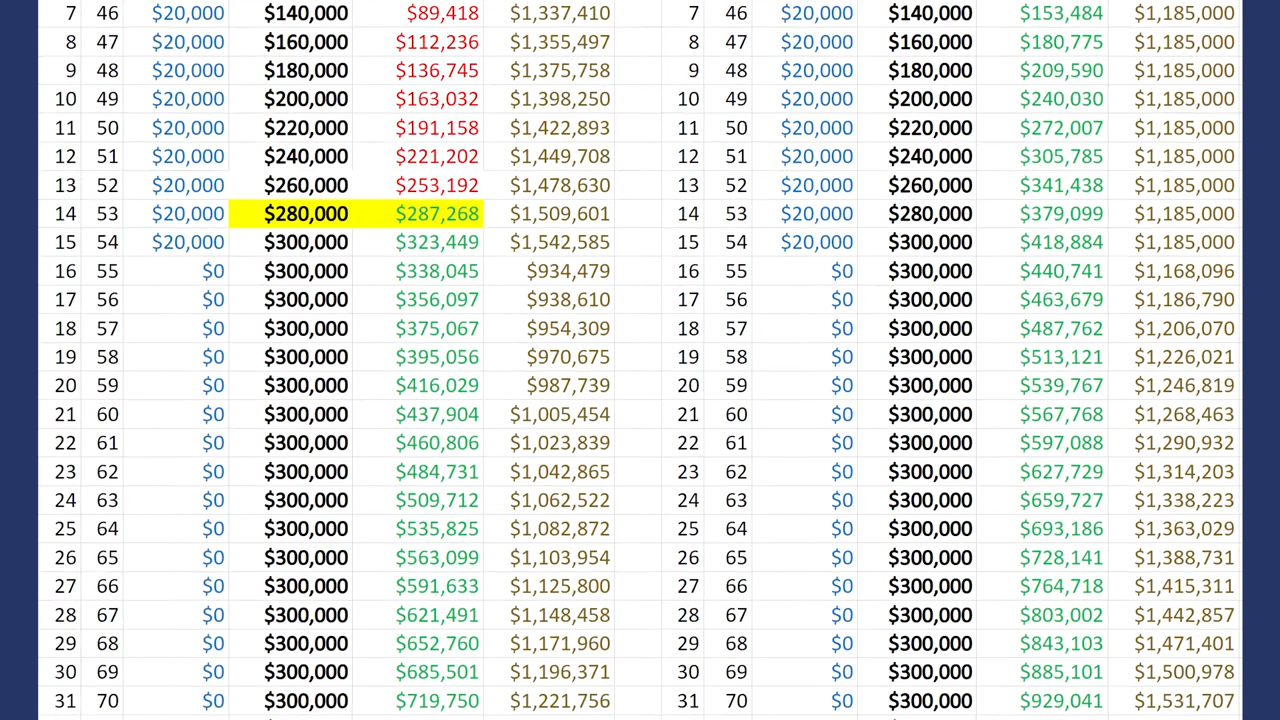 7 46 $20,000 $140,000 $89,418 $1,337,410 7 46 $20,000 $140,000 $153,484 $1,185,000
8 47 $20,000 $160,000 $112,236 $1,355,497 8 47 $20,000 $160,000 $180,775 $1,185,000
9 48 $20,000 $180,000 $136,745 $1,375,758 9 48 $20,000 $180,000 $209,590 $1,185,000
10 49 $20,000 $200,000 $163,032 $1,398,250 10 49 $20,000 $200,000 $240,030 $1,185,000
11 50 $20,000 $220,000 $191,158 $1,422,893 11 50 $20,000 $220,000 $272,007 $1,185,000
12 51 $20,000 $240,000 $221,202 $1,449,708 12 51 $20,000 $240,000 $305,785 $1,185,000
13 52 $20,000 $260,000 $253,192 $1,478,630 13 52 $20,000 $260,000 $341,438 $1,185,000
14 53 $20,000 $280,000 $287,268 $1,509,601 14 53 $20,000 $280,000 $379,099 $1,185,000
15 54 $20,000 $300,000 $323,449 $1,542,585 15 54 $20,000 $300,000 $418,884 $1,185,000
16 55 $0 $300,000 $338,045 $934,479 16 55 $0 $300,000 $440,741 $1,168,096
17 56 $0 $300,000 $356,097 $938,610 17 56 $0 $300,000 $463,679 $1,186,790
18 57 $0 $300,000 $375,067 $954,309 18 57 $0 $300,000 $487,762 $1,206,070
19 58 $0 $300,000 $395,056 $970,675 19 58 $0 $300,000 $513,121 $1,226,021
20 59 $0 $300,000 $416,029 $987,739 20 59 $0 $300,000 $539,767 $1,246,819
21 60 $0 $300,000 $437,904 $1,005,454 21 60 $0 $300,000 $567,768 $1,268,463
22 61 $0 $300,000 $460,806 $1,023,839 22 61 $0 $300,000 $597,088 $1,290,932
23 62 $0 $300,000 $484,731 $1,042,865 23 62 $0 $300,000 $627,729 $1,314,203
24 63 $0 $300,000 $509,712 $1,062,522 24 63 $0 $300,000 $659,727 $1,338,223
25 64 $0 $300,000 $535,825 $1,082,872 25 64 $0 $300,000 $693,186 $1,363,029
26 65 $0 $300,000 $563,099 $1,103,954 26 65 $0 $300,000 $728,141 $1,388,731
27 66 $0 $300,000 $591,633 $1,125,800 27 66 $0 $300,000 $764,718 $1,415,311
28 67 $0 $300,000 $621,491 $1,148,458 28 67 $0 $300,000 $803,002 $1,442,857
29 68 $0 $300,000 $652,760 $1,171,960 29 68 $0 $300,000 $843,103 $1,471,401
30 69 $0 $300,000 $685,501 $1,196,371 30 69 $0 $300,000 $885,101 $1,500,978
31 70 $0 $300,000 $719,750 $1,221,756 31 70 $0 $300,000 $929,041 $1,531,707